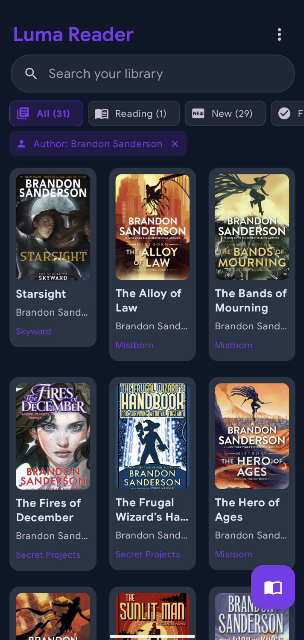 Luma Reader
Search your library
All (31)
Reading (1)
New (29)
F
Author: Brandon Sanderson ×
BRANDON
SANDERSON
STARSIGHT
SKYWARD
Starsight
Brandon Sand...
Skyward
BRANDON
SANDERSON
THE ALLOY
OF LAW
The Alloy of
Law
Brandon Sand...
Mistborn
BRANDON
SANDERSON
THE BANDS OF
MOURNING
The Bands of
Mourning
Brandon Sand...
Mistborn
The FIRES of
DECEMBER
BRANDON
SANDERSON
The Fires of
December
Brandon Sand...
Secret Projects
THE FRUGAL WIZARD'S
HANDBOOK
BRANDON
SANDERSON
The Frugal
Wizard's Ha...
Brandon Sand...
Secret Projects
BRANDON
SANDERSON
THE HERO OF
AGES
The Hero of
Ages
Brandon Sand...
Mistborn
THE
SUNLIT MAN
BRANDON